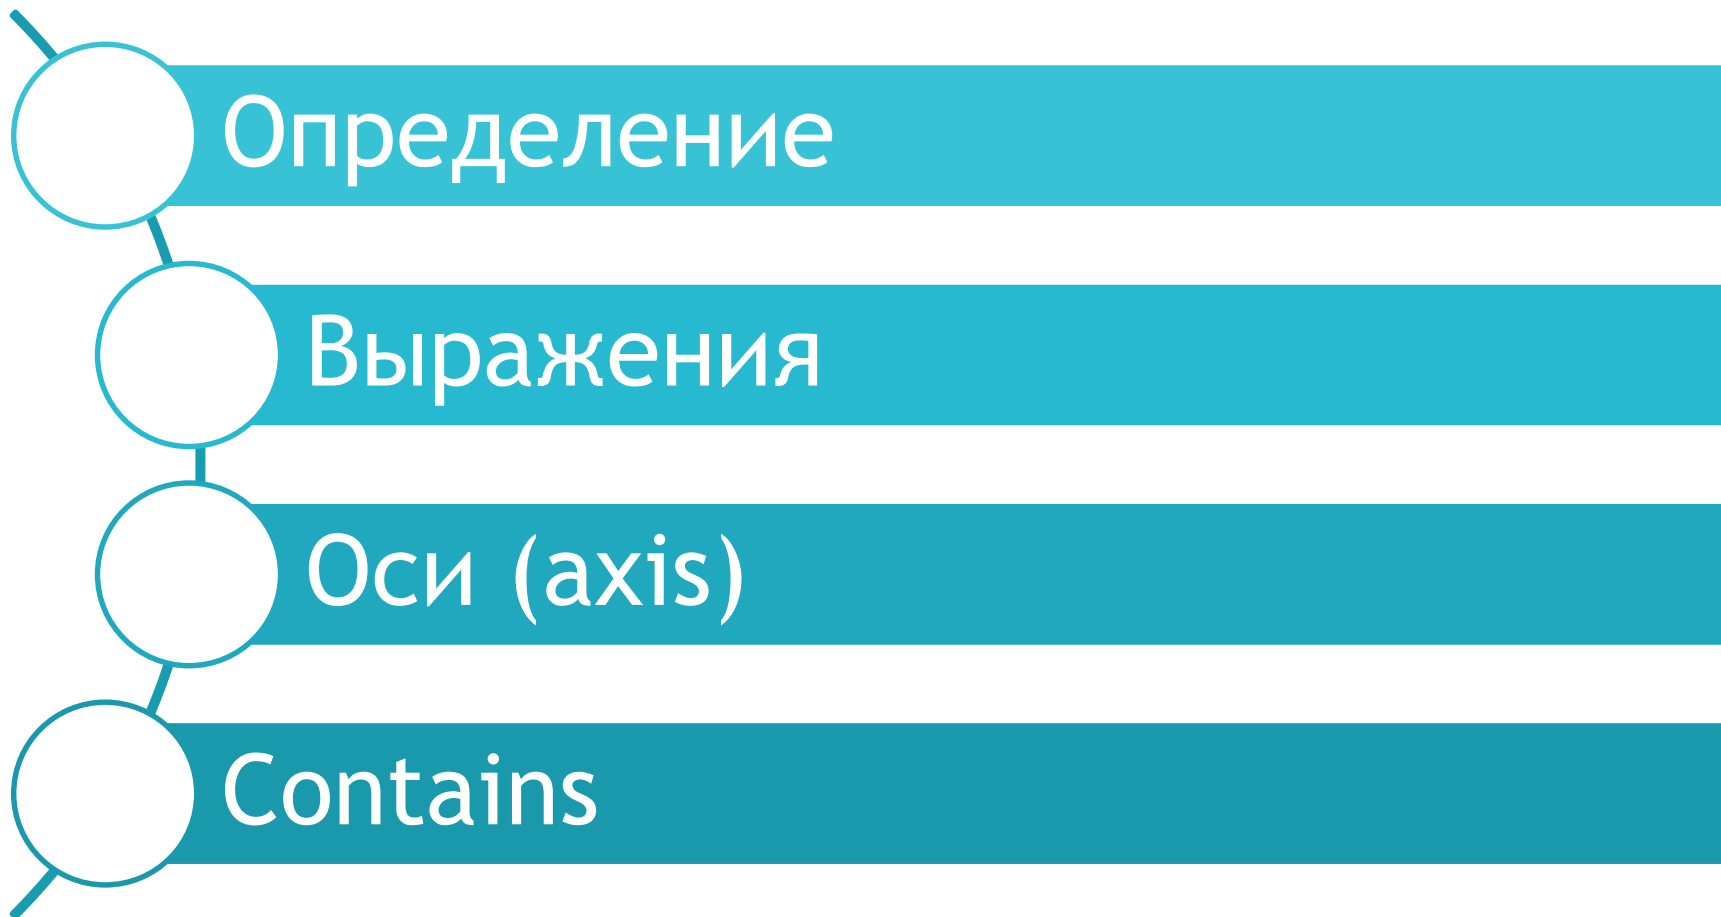 Определение
Выражения
Оси (axis)
Contains